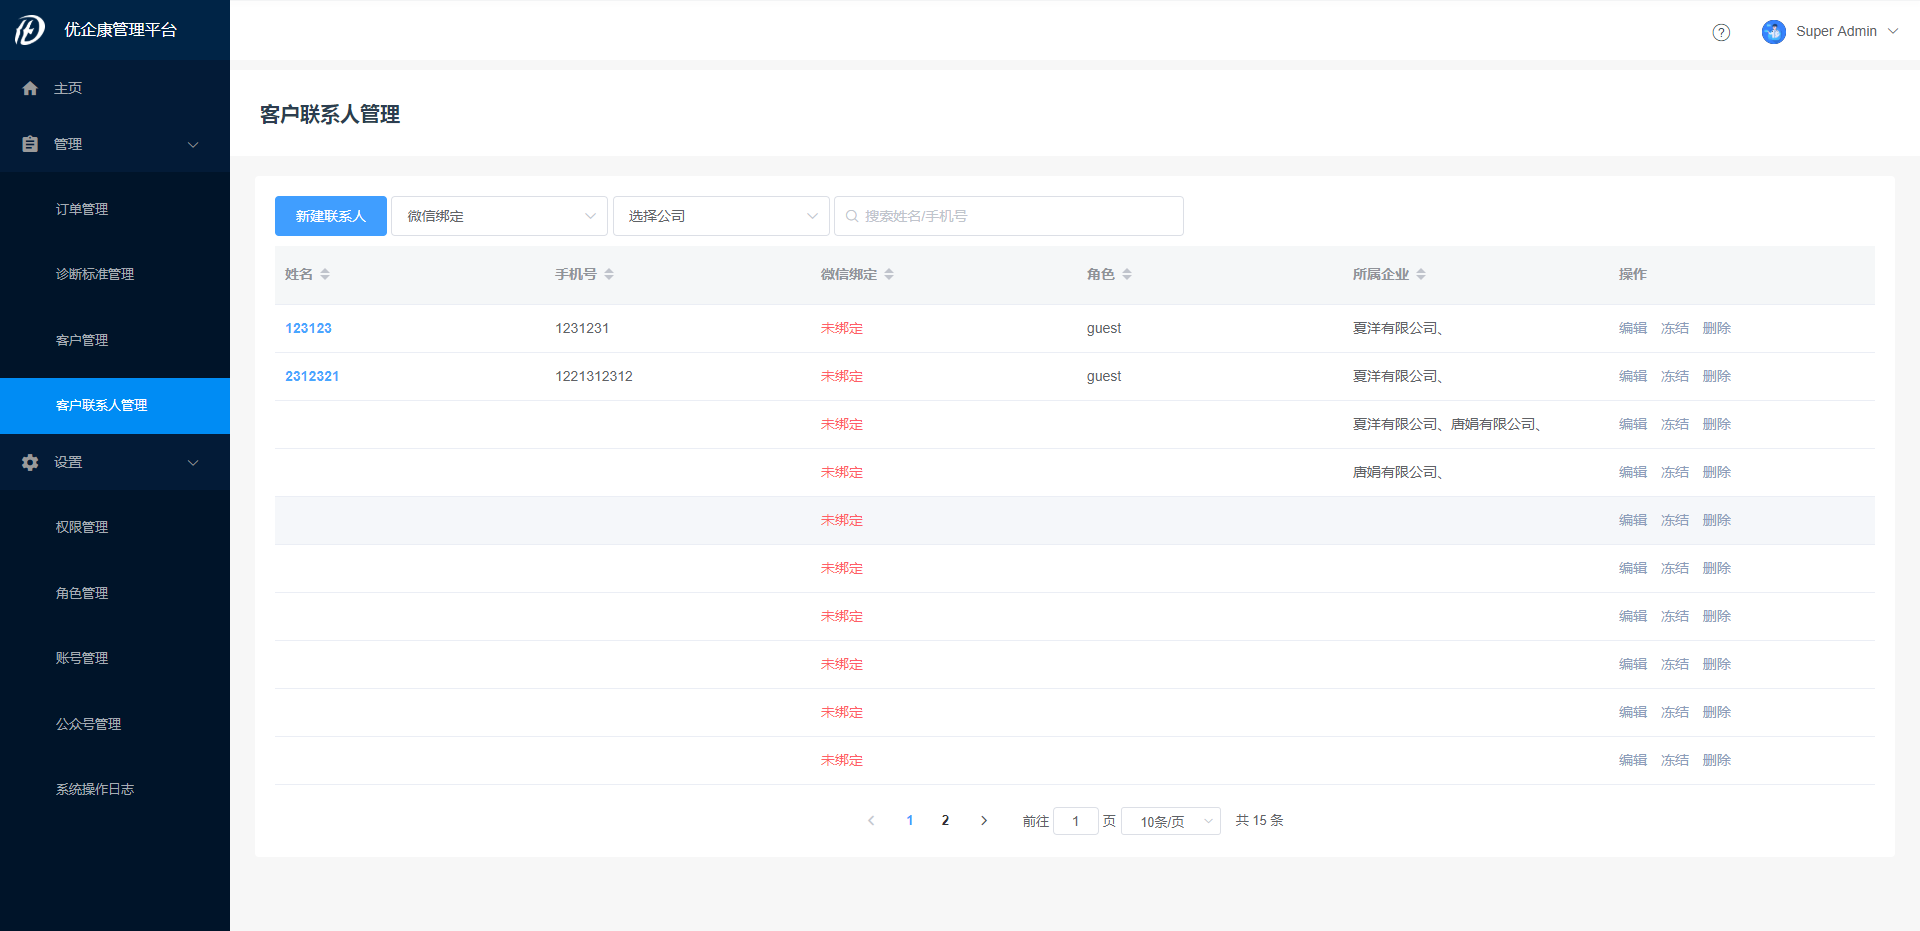 优企康管理平台
Super Admin
主页
管理
订单管理
诊断标准管理
客户管理
客户联系人管理
设置
权限管理
角色管理
账号管理
公众号管理
系统操作日志
客户联系人管理
新建联系人 微信绑定 选择公司 搜索姓名/手机号
姓名 手机号 微信绑定 角色 所属企业 操作
123123 1231231 未绑定 guest 夏洋有限公司、 编辑 冻结 删除
2312321 1221312312 未绑定 guest 夏洋有限公司、 编辑 冻结 删除
未绑定 夏洋有限公司、唐娟有限公司、 编辑 冻结 删除
未绑定 唐娟有限公司、 编辑 冻结 删除
未绑定 编辑 冻结 删除
未绑定 编辑 冻结 删除
未绑定 编辑 冻结 删除
未绑定 编辑 冻结 删除
未绑定 编辑 冻结 删除
未绑定 编辑 冻结 删除
1 2 前往 1 页 10条/页 共 15 条